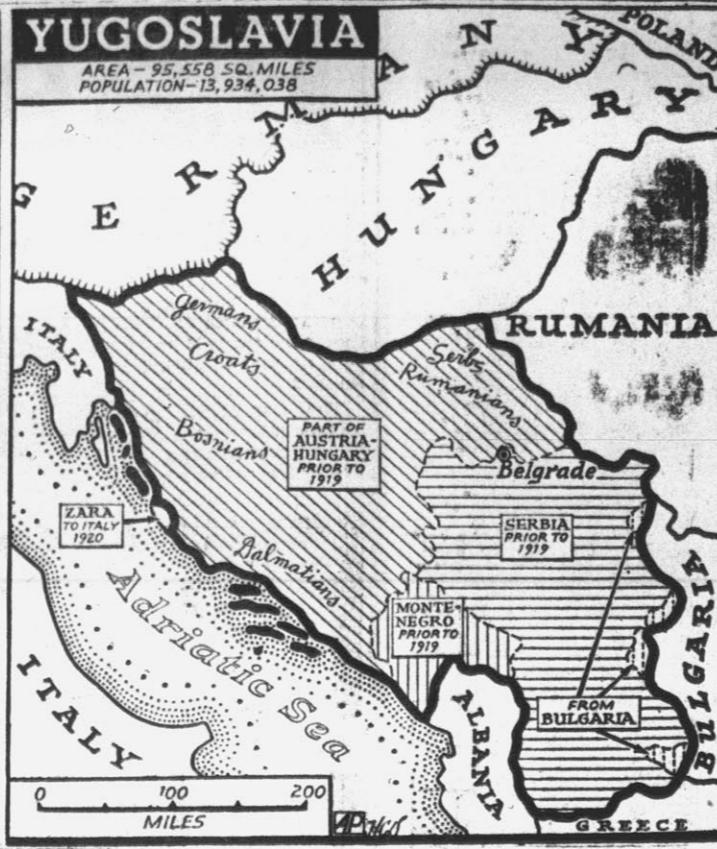 YUGOSLAVIA
AREA – 95,558 SQ. MILES
POPULATION – 13,934,038
POLAND
GERMANY
HUNGARY
RUMANIA
ITALY
Germans
Croats
Serbs
Rumanians
Bosnians
PART OF
AUSTRIA-
HUNGARY
PRIOR TO
1919
Belgrade
ZARA
TO ITALY
1920
SERBIA
PRIOR TO
1919
Dalmatians
MONTE-
NEGRO
PRIOR TO
1919
Adriatic Sea
ITALY
ALBANIA
FROM
BULGARIA
BULGARIA
0 100 200
MILES
AP
GREECE